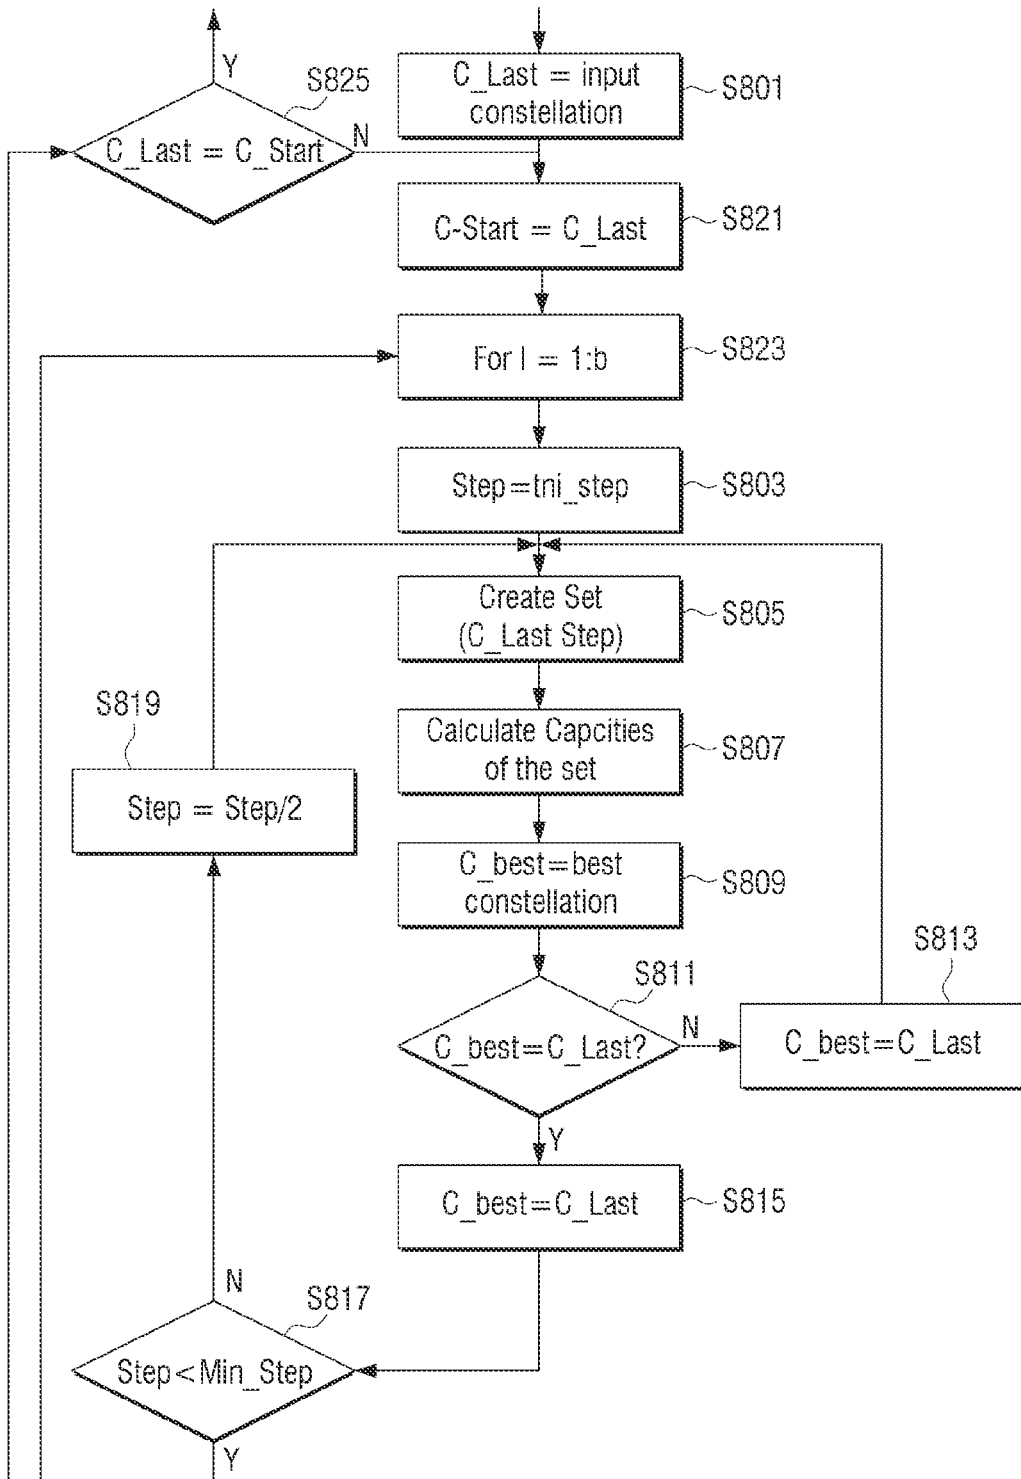 Y
S825
C_Last = C_Start
N
C_Last = input
constellation
S801
C-Start = C_Last
S821
For I = 1:b
S823
Step=tni_step
S803
Create Set
(C_Last Step)
S805
Calculate Capcities
of the set
S807
S819
Step = Step/2
C_best=best
constellation
S809
S811
C_best=C_Last?
N
S813
C_best=C_Last
Y
C_best=C_Last
S815
N
S817
Step<Min_Step
Y